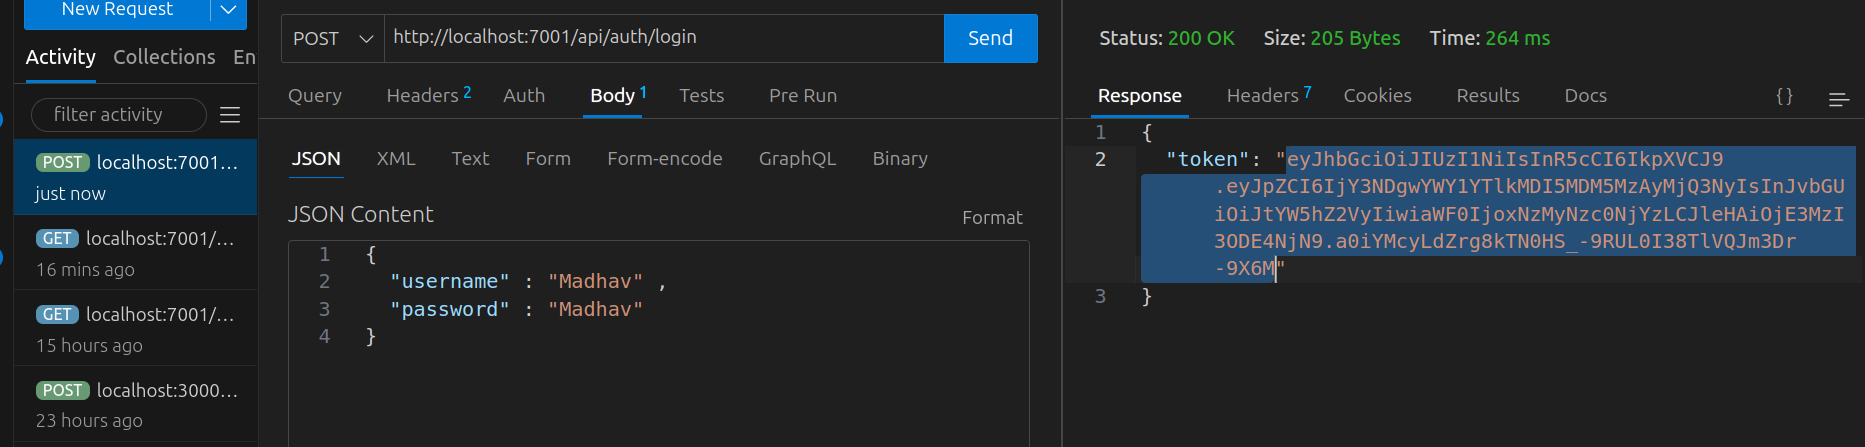 New Request
Activity Collections En
filter activity
POST localhost:7001...
just now
GET localhost:7001/...
16 mins ago
GET localhost:7001/...
15 hours ago
POST localhost:3000...
23 hours ago
POST http://localhost:7001/api/auth/login Send
Query Headers 2 Auth Body 1 Tests Pre Run
JSON XML Text Form Form-encode GraphQL Binary
JSON Content Format
1 {
2 "username" : "Madhav" ,
3 "password" : "Madhav"
4 }
Status: 200 OK Size: 205 Bytes Time: 264 ms
Response Headers 7 Cookies Results Docs {}
1 {
2 "token": "eyJhbGciOiJIUzI1NiIsInR5cCI6IkpXVCJ9
.eyJpZCI6IjY3NDgwYWY1YTlkMDI5MDM5MzAyMjQ3NyIsInJvbGU
iOiJtYW5hZ2VyIiwiaWF0IjoxNzMyNzc0NjYzLCJleHAiOjE3MzI
3ODE4NjN9.a0iYMcyLdZrg8kTN0HS_-9RUL0I38TlVQJm3Dr
-9X6M"
3 }